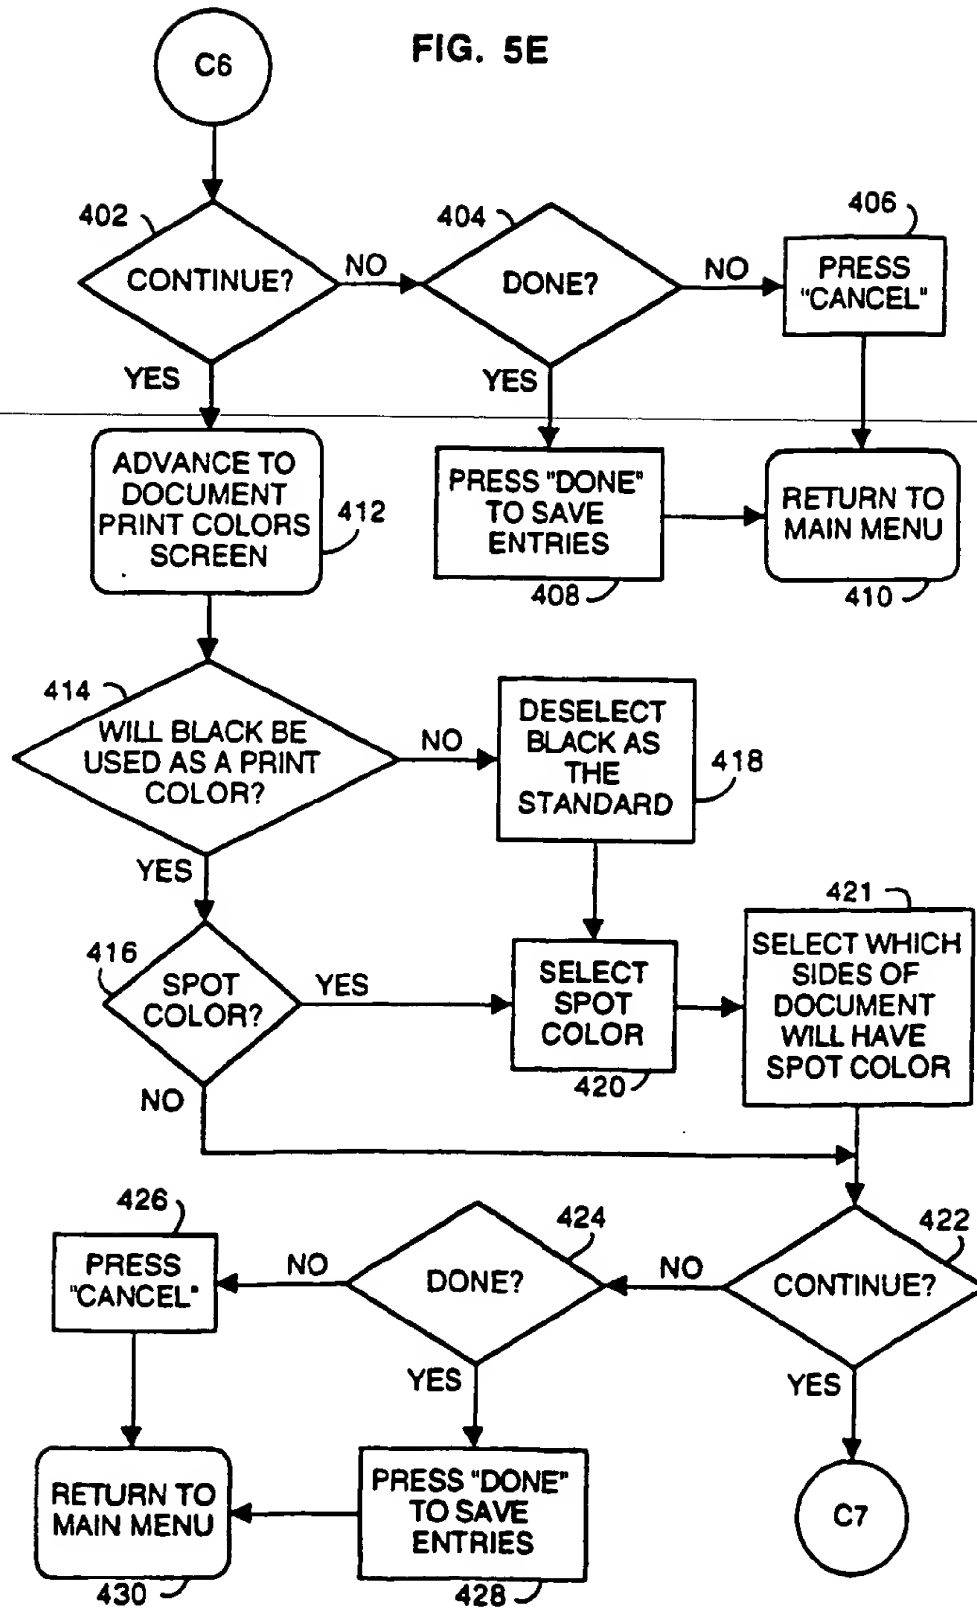 C6
FIG. 5E
402
CONTINUE?
NO
404
DONE?
NO
406
PRESS
"CANCEL"
YES
YES
ADVANCE TO
DOCUMENT
PRINT COLORS
SCREEN
412
PRESS "DONE"
TO SAVE
ENTRIES
408
RETURN TO
MAIN MENU
410
414
WILL BLACK BE
USED AS A PRINT
COLOR?
NO
DESELECT
BLACK AS
THE
STANDARD
418
YES
416
SPOT
COLOR?
YES
SELECT
SPOT
COLOR
420
421
SELECT WHICH
SIDES OF
DOCUMENT
WILL HAVE
SPOT COLOR
NO
426
PRESS
"CANCEL"
NO
424
DONE?
NO
422
CONTINUE?
YES
YES
RETURN TO
MAIN MENU
430
PRESS "DONE"
TO SAVE
ENTRIES
428
C7